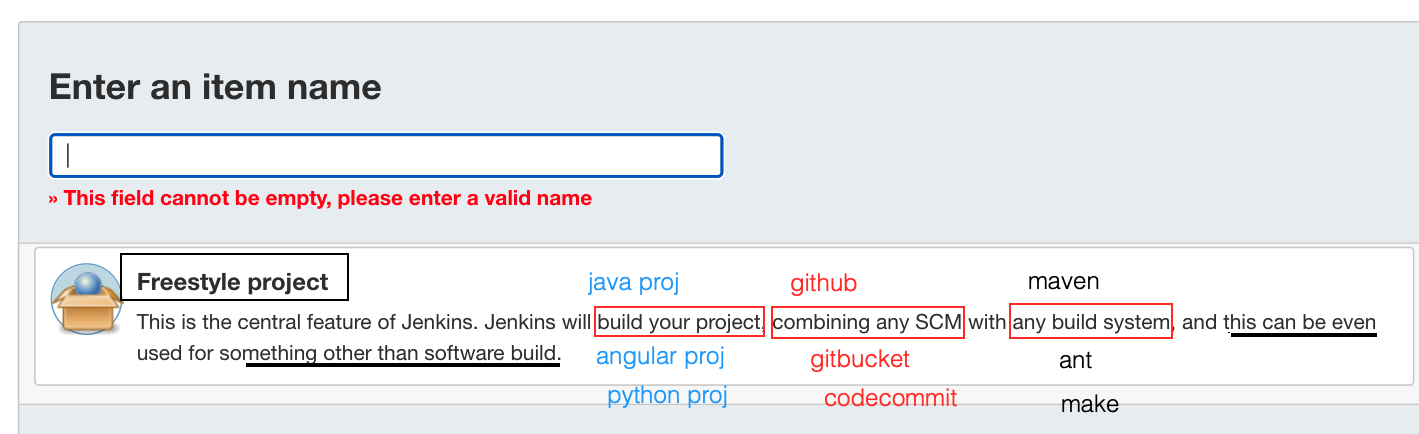 Enter an item name
» This field cannot be empty, please enter a valid name
Freestyle project
java proj
github
maven
This is the central feature of Jenkins. Jenkins will build your project, combining any SCM with any build system, and this can be even
used for something other than software build.
angular proj
gitbucket
ant
python proj
codecommit
make